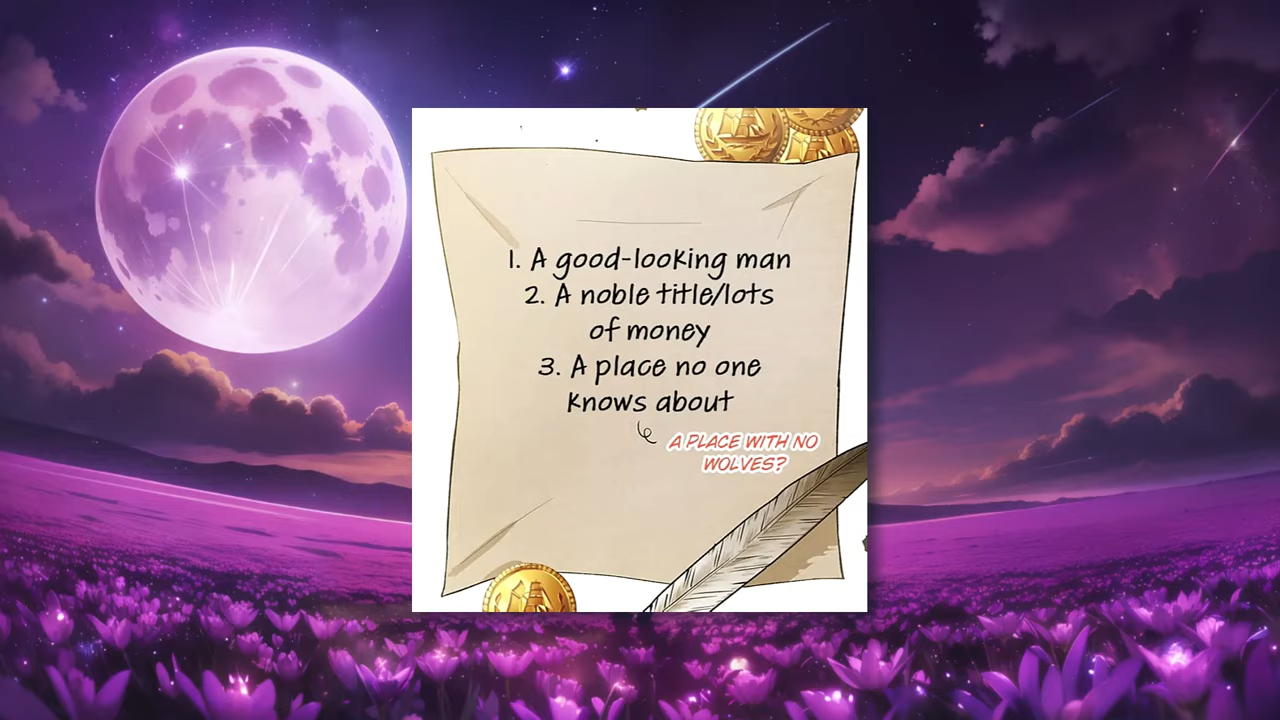 1. A good-looking man
2. A noble title/lots
of money
3. A place no one
knows about
A PLACE WITH NO
WOLVES?